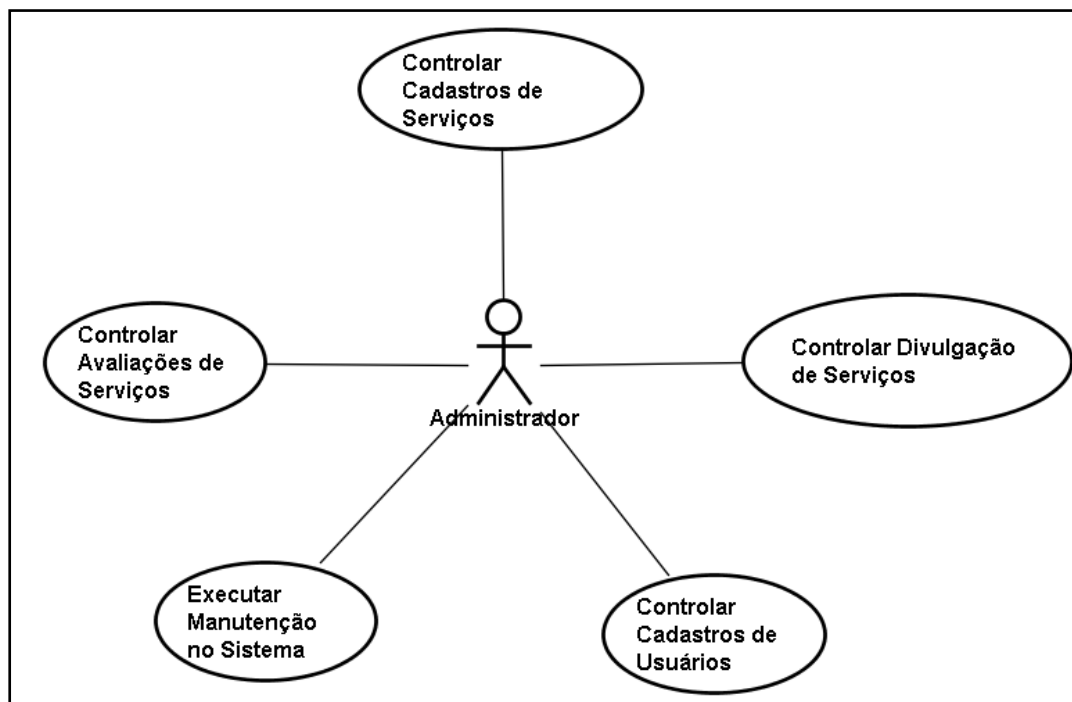 Controlar
Cadastros de
Serviços
Controlar
Avaliações de
Serviços
Controlar Divulgação
de Serviços
Administrador
Executar
Manutenção
no Sistema
Controlar
Cadastros de
Usuários